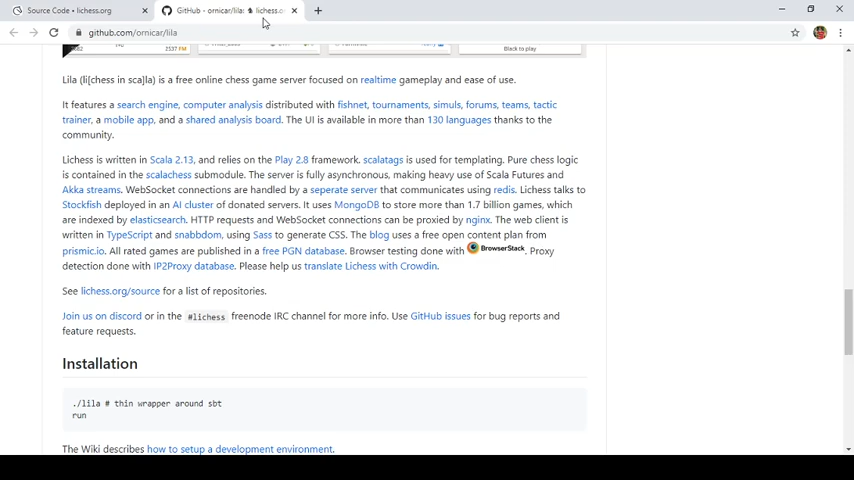 Source Code • lichess.org
GitHub - ornicar/lila: lichess.o
github.com/ornicar/lila
2537 FM
Black to play
Lila (li[chess in sca]la) is a free online chess game server focused on realtime gameplay and ease of use.
It features a search engine, computer analysis distributed with fishnet, tournaments, simuls, forums, teams, tactic
trainer, a mobile app, and a shared analysis board. The UI is available in more than 130 languages thanks to the
community.
Lichess is written in Scala 2.13, and relies on the Play 2.8 framework. scalatags is used for templating. Pure chess logic
is contained in the scalachess submodule. The server is fully asynchronous, making heavy use of Scala Futures and
Akka streams. WebSocket connections are handled by a seperate server that communicates using redis. Lichess talks to
Stockfish deployed in an AI cluster of donated servers. It uses MongoDB to store more than 1.7 billion games, which
are indexed by elasticsearch. HTTP requests and WebSocket connections can be proxied by nginx. The web client is
written in TypeScript and snabbdom, using Sass to generate CSS. The blog uses a free open content plan from
prismic.io. All rated games are published in a free PGN database. Browser testing done with BrowserStack. Proxy
detection done with IP2Proxy database. Please help us translate Lichess with Crowdin.
See lichess.org/source for a list of repositories.
Join us on discord or in the #lichess freenode IRC channel for more info. Use GitHub issues for bug reports and
feature requests.
Installation
./lila # thin wrapper around sbt
run
The Wiki describes how to setup a development environment.